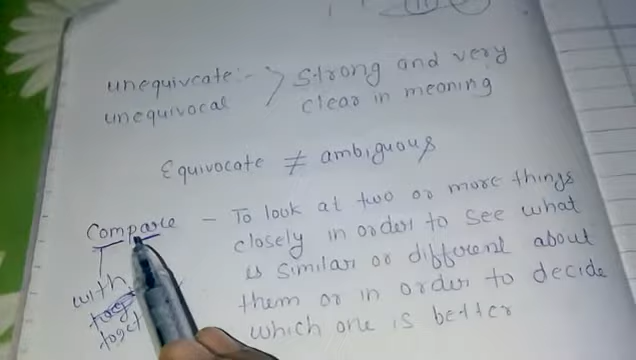 unequivcate:-
unequivocal
Strong and very
clear in meaning
Equivocate ≠ ambiguous
Compare - To look at two or more things
closely in order to see what
is similar or different about
them or in order to decide
which one is better
with